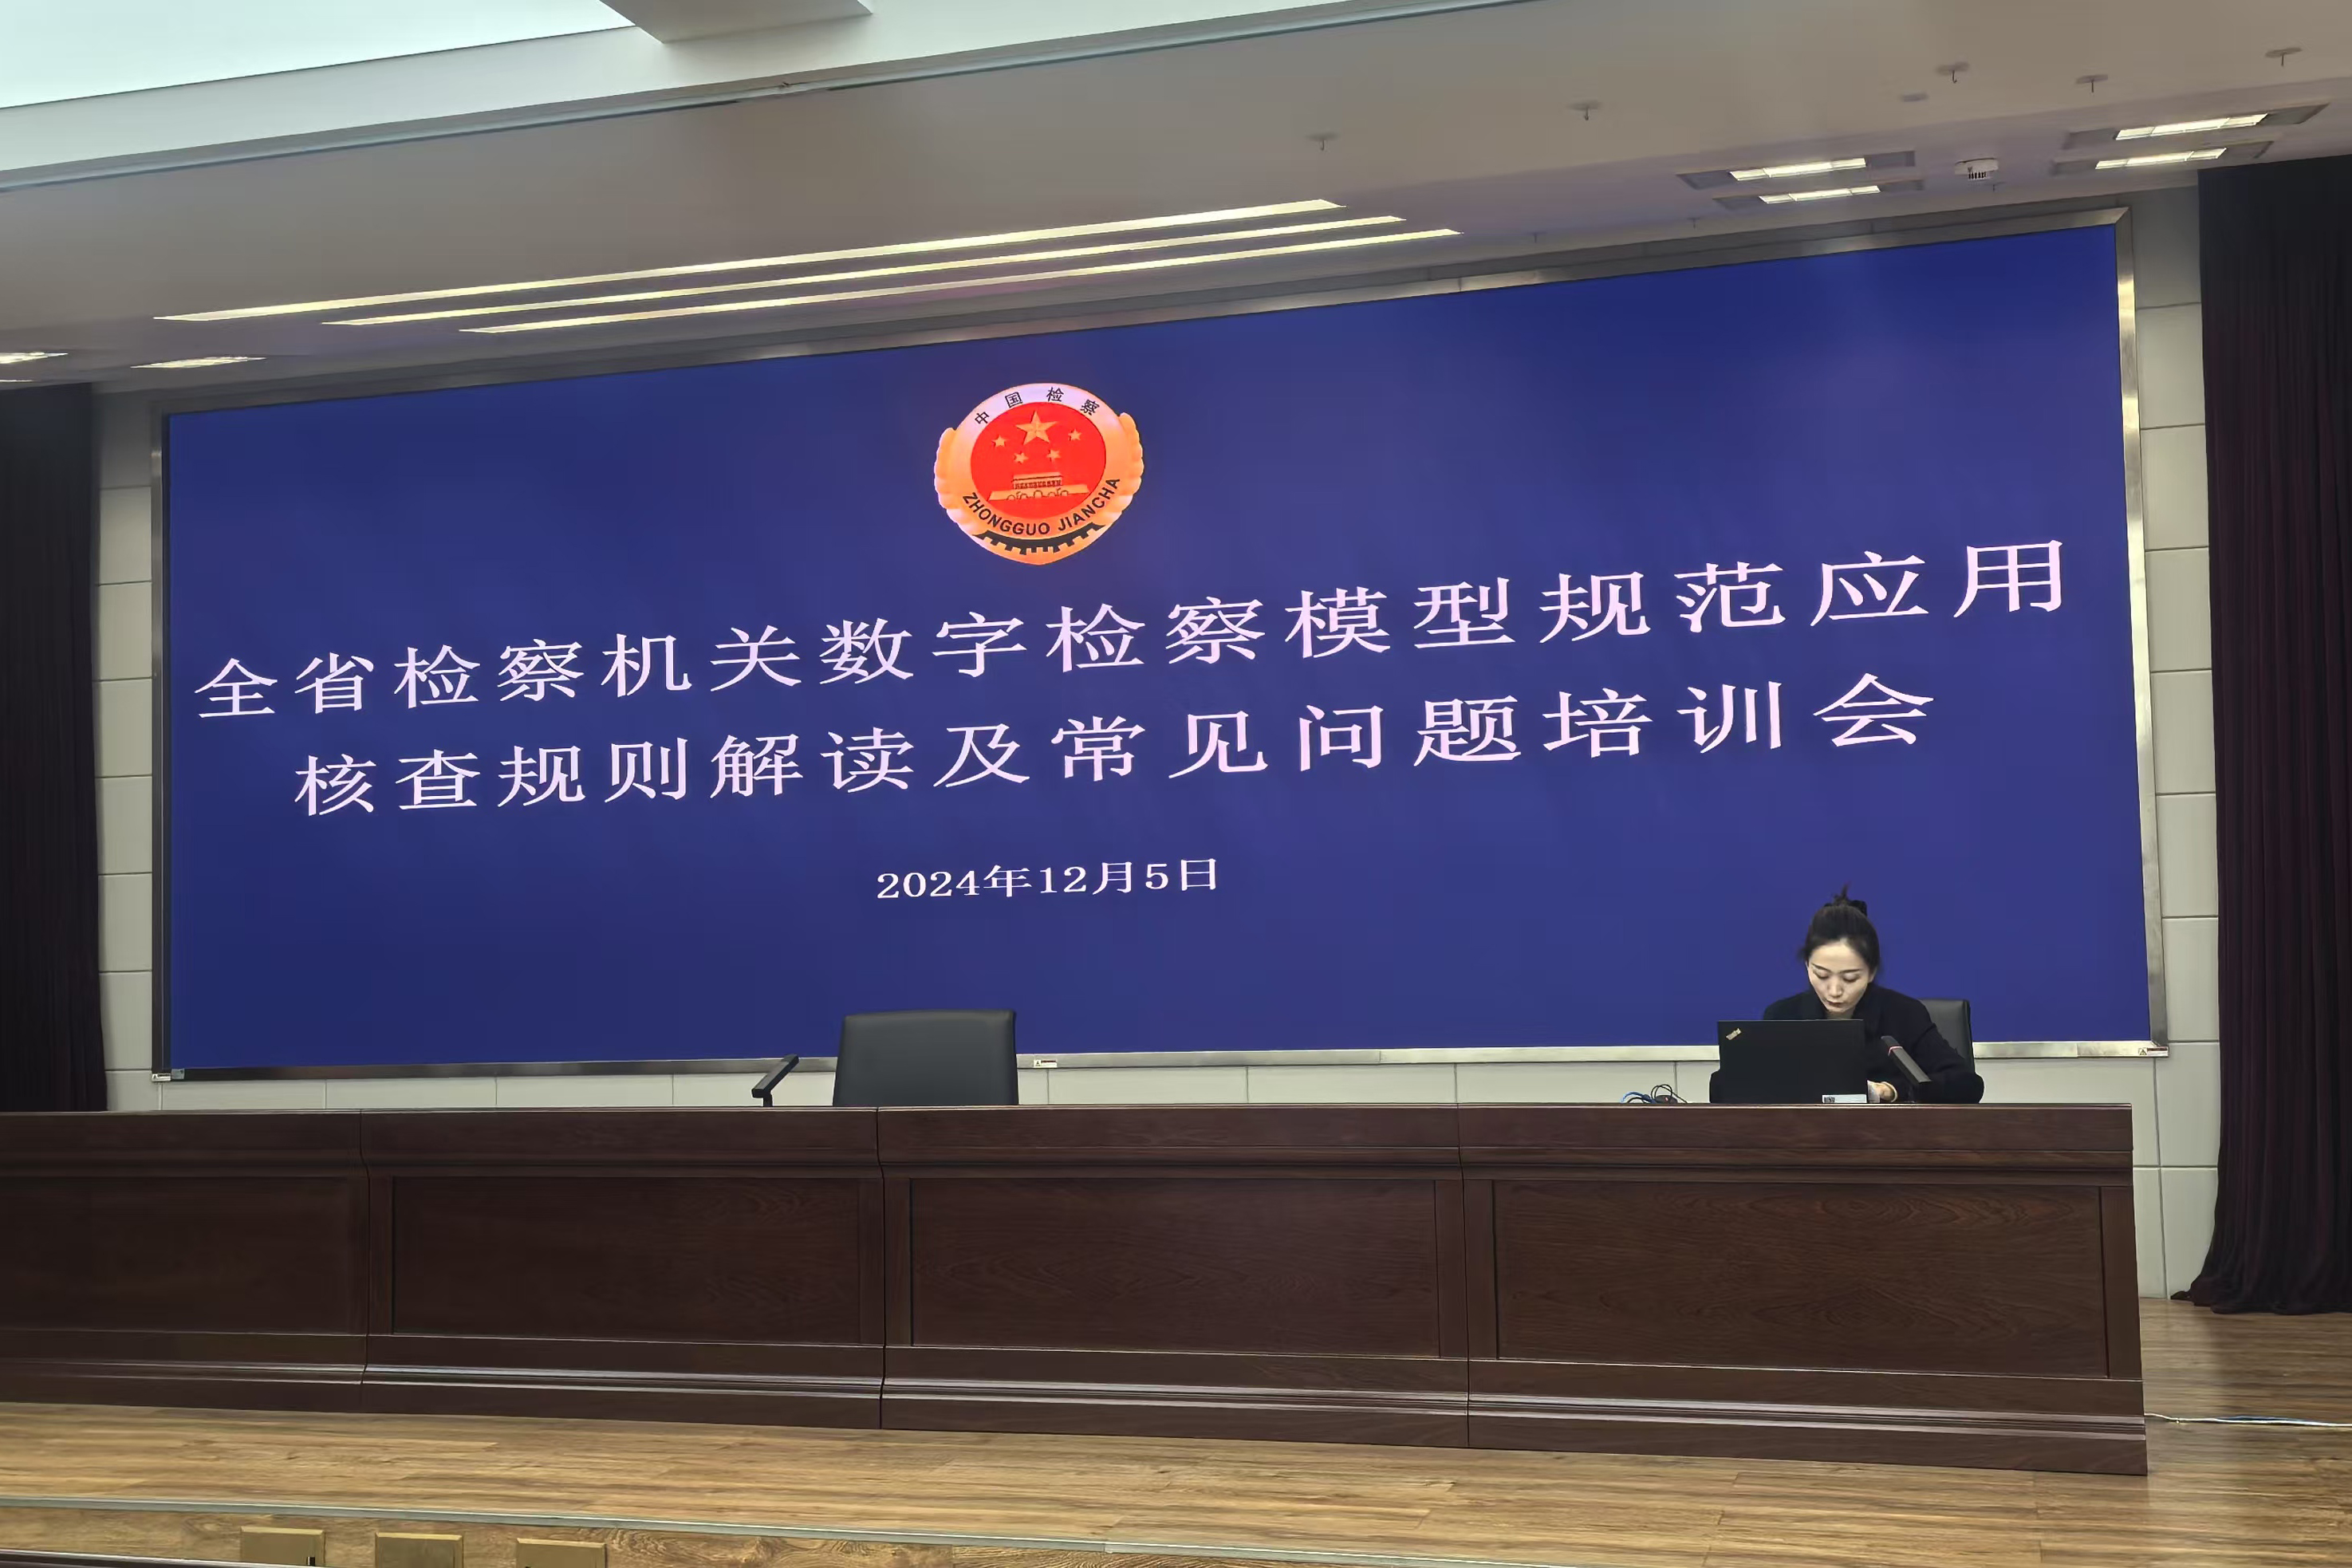 中国检察
ZHONGGUO JIANCHA
全省检察机关数字检察模型规范应用
核查规则解读及常见问题培训会
2024年12月5日